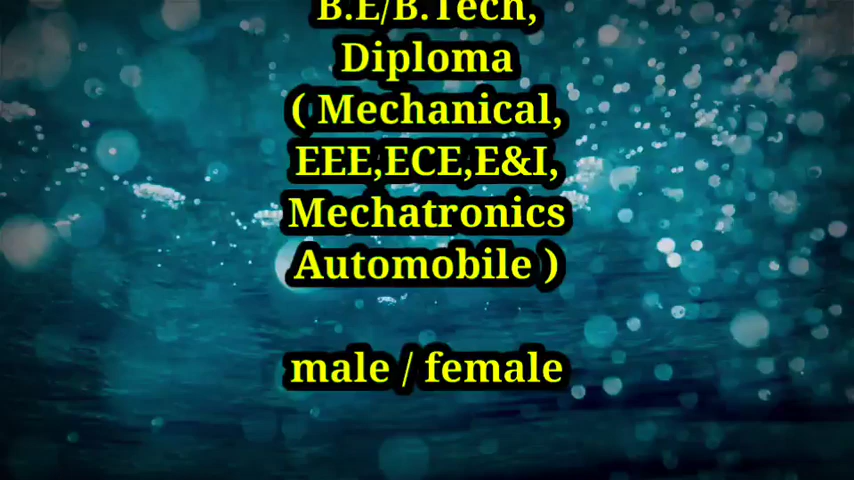 B.E/B.Tech,
Diploma
( Mechanical,
EEE,ECE,E&I,
Mechatronics
Automobile )
male / female